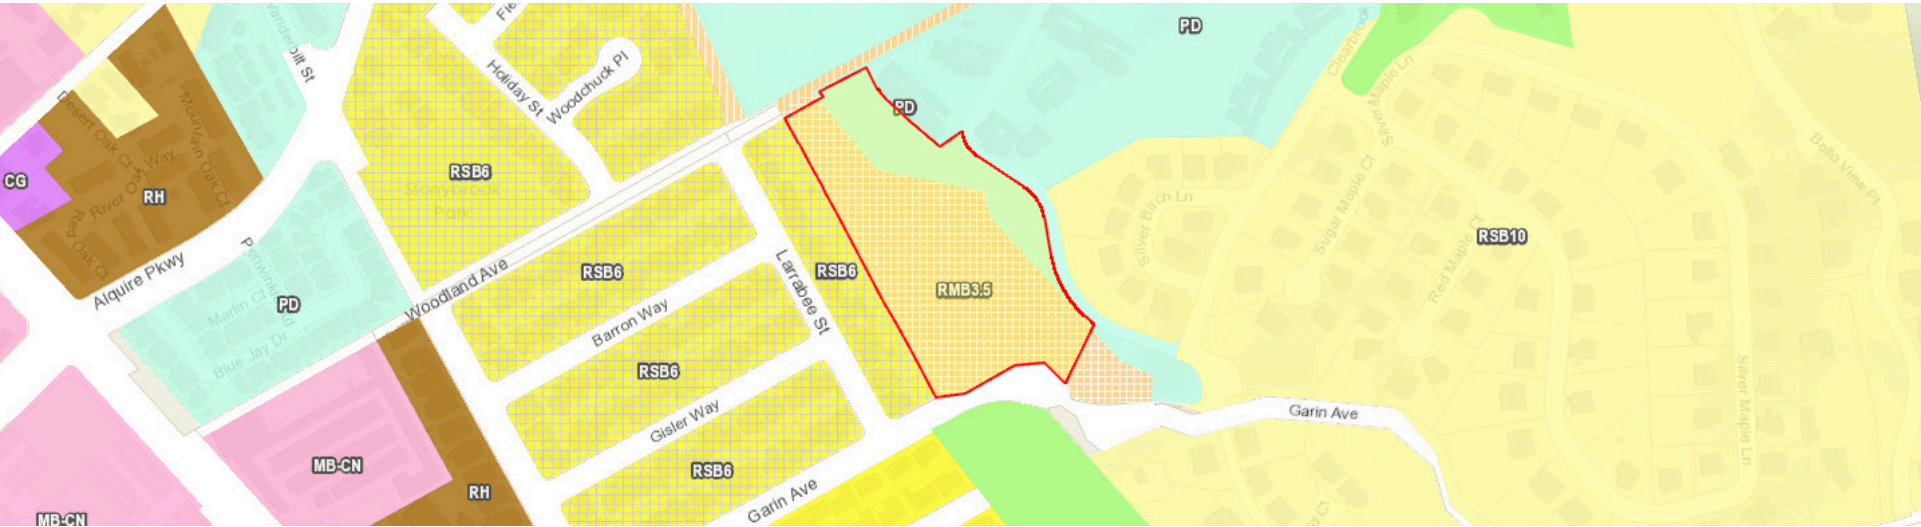 Fie
Vanderbilt St
PD
Clearbrook
Holiday St
Woodchuck Pl
Silver Maple Ln
PD
Desert Oak Ct
Mountain Oak Ct
River Oak Way
Bello View Pl
CG
RH
RSB6
Stonybrook
Park
Silver Birch Ln
Sugar Maple Ct
Red Maple Ct
RSB10
Red Oak Ct
Alquire Pkwy
Periwinkle Rd
Marlin Ct
PD
Blue Jay Dr
Woodland Ave
RSB6
Larrabee St
RSB6
RMB3.5
Barron Way
RSB6
Gisler Way
Silver Maple Ln
Garin Ave
MB-CN
RSB6
RH
Garin Ave
MB-CN
rd Ct